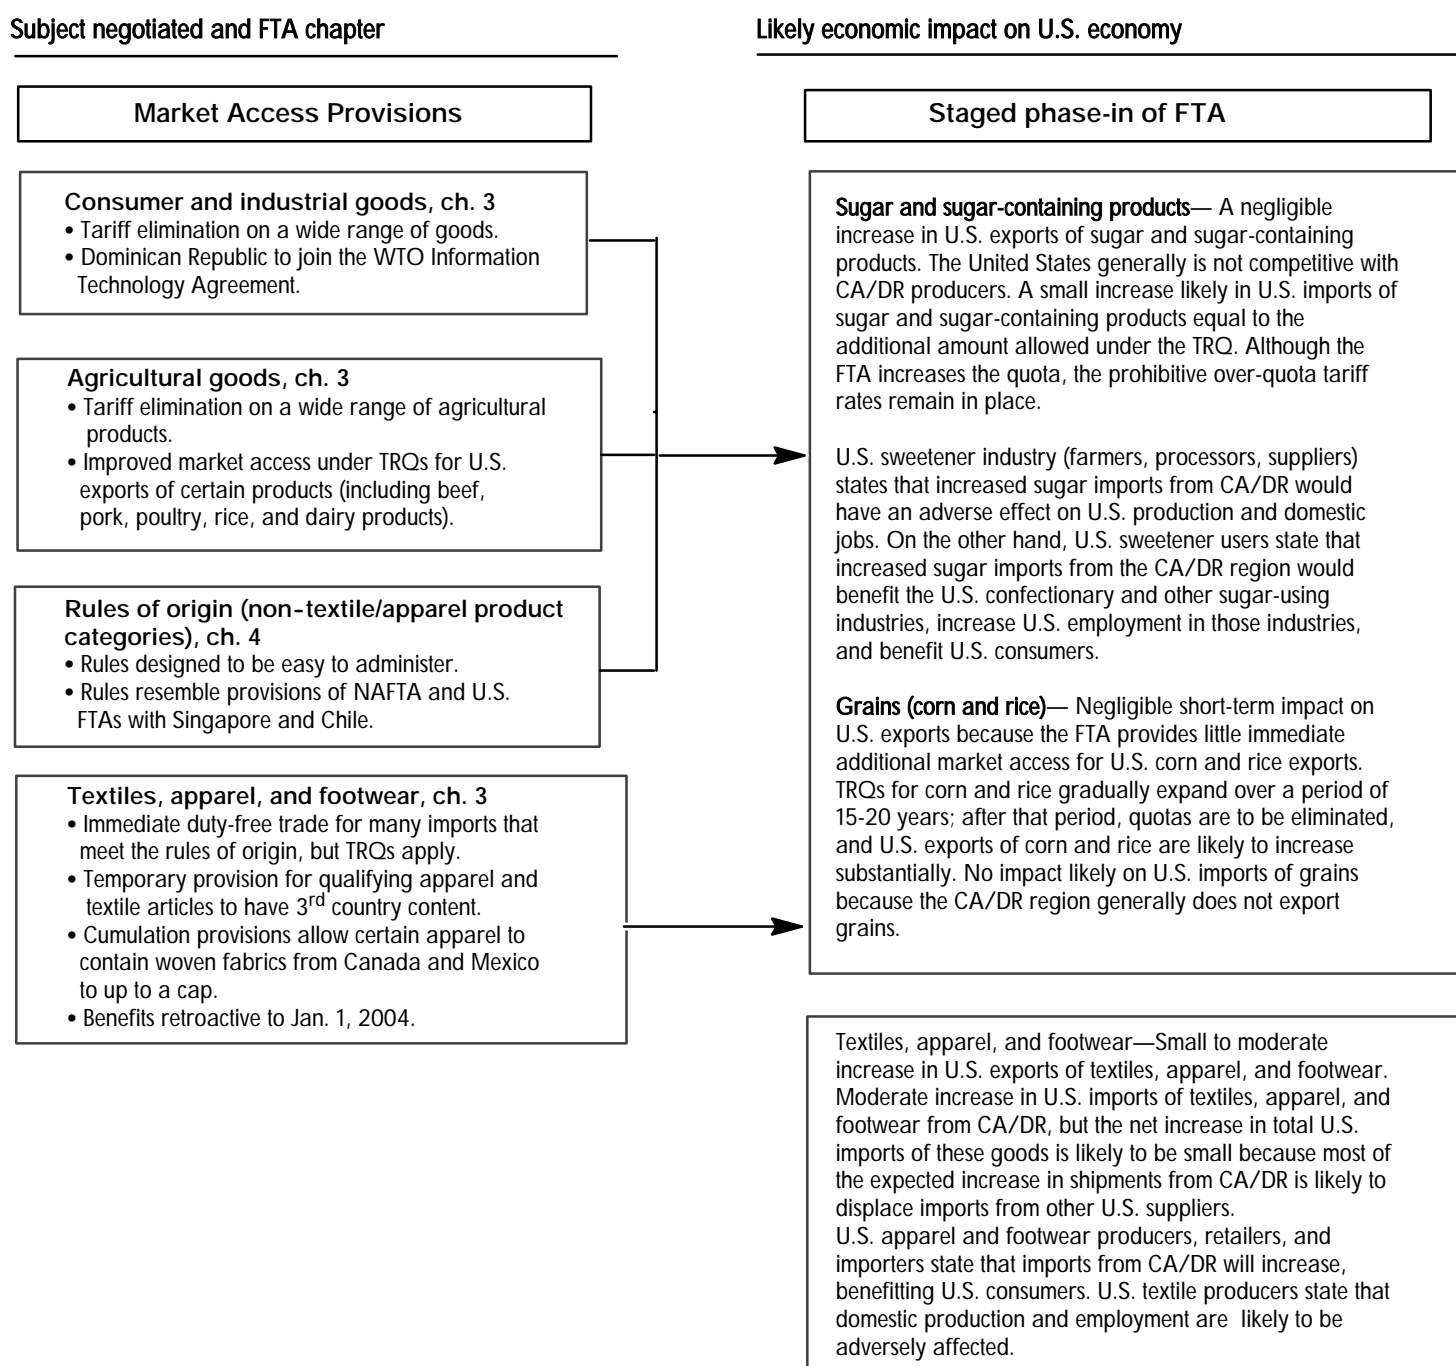 Subject negotiated and FTA chapter
Likely economic impact on U.S. economy
Market Access Provisions
Staged phase-in of FTA
Consumer and industrial goods, ch. 3
• Tariff elimination on a wide range of goods.
• Dominican Republic to join the WTO Information
Technology Agreement.
Agricultural goods, ch. 3
• Tariff elimination on a wide range of agricultural
products.
• Improved market access under TRQs for U.S.
exports of certain products (including beef,
pork, poultry, rice, and dairy products).
Rules of origin (non-textile/apparel product
categories), ch. 4
• Rules designed to be easy to administer.
• Rules resemble provisions of NAFTA and U.S.
FTAs with Singapore and Chile.
Textiles, apparel, and footwear, ch. 3
• Immediate duty-free trade for many imports that
meet the rules of origin, but TRQs apply.
• Temporary provision for qualifying apparel and
textile articles to have 3rd country content.
• Cumulation provisions allow certain apparel to
contain woven fabrics from Canada and Mexico
to up to a cap.
• Benefits retroactive to Jan. 1, 2004.
Sugar and sugar-containing products— A negligible
increase in U.S. exports of sugar and sugar-containing
products. The United States generally is not competitive with
CA/DR producers. A small increase likely in U.S. imports of
sugar and sugar-containing products equal to the
additional amount allowed under the TRQ. Although the
FTA increases the quota, the prohibitive over-quota tariff
rates remain in place.
U.S. sweetener industry (farmers, processors, suppliers)
states that increased sugar imports from CA/DR would
have an adverse effect on U.S. production and domestic
jobs. On the other hand, U.S. sweetener users state that
increased sugar imports from the CA/DR region would
benefit the U.S. confectionary and other sugar-using
industries, increase U.S. employment in those industries,
and benefit U.S. consumers.
Grains (corn and rice)— Negligible short-term impact on
U.S. exports because the FTA provides little immediate
additional market access for U.S. corn and rice exports.
TRQs for corn and rice gradually expand over a period of
15-20 years; after that period, quotas are to be eliminated,
and U.S. exports of corn and rice are likely to increase
substantially. No impact likely on U.S. imports of grains
because the CA/DR region generally does not export
grains.
Textiles, apparel, and footwear—Small to moderate
increase in U.S. exports of textiles, apparel, and footwear.
Moderate increase in U.S. imports of textiles, apparel, and
footwear from CA/DR, but the net increase in total U.S.
imports of these goods is likely to be small because most of
the expected increase in shipments from CA/DR is likely to
displace imports from other U.S. suppliers.
U.S. apparel and footwear producers, retailers, and
importers state that imports from CA/DR will increase,
benefitting U.S. consumers. U.S. textile producers state that
domestic production and employment are likely to be
adversely affected.